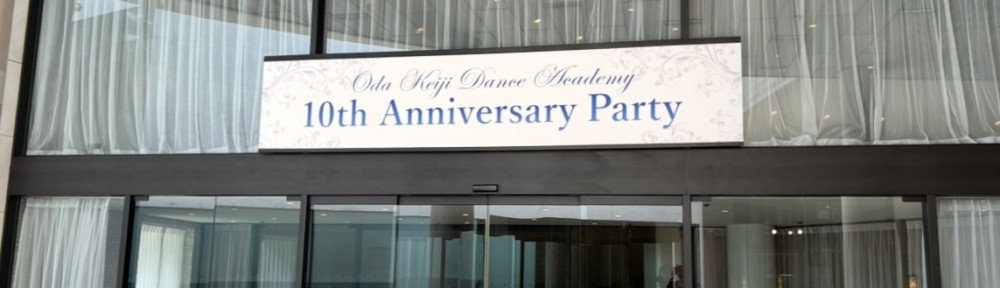 Oda Keiji Dance Academy
10th Anniversary Party